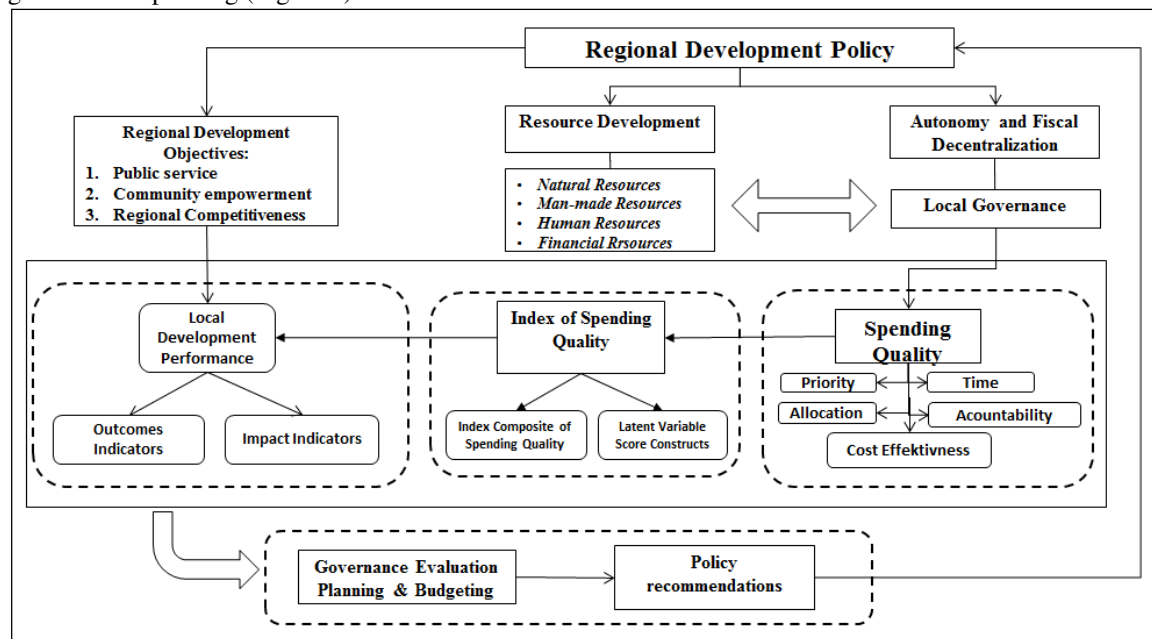 Regional Development Policy
Regional Development
Objectives:
1. Public service
2. Community empowerment
3. Regional Competitiveness
Resource Development
• Natural Resources
• Man-made Resources
• Human Resources
• Financial Rrsources
Autonomy and Fiscal
Decentralization
Local Governance
Local
Development
Performance
Outcomes
Indicators
Impact Indicators
Index of Spending
Quality
Index Composite of
Spending Quality
Latent Variable
Score Constructs
Spending
Quality
Priority
Time
Allocation
Acountability
Cost Effektivness
Governance Evaluation
Planning & Budgeting
Policy
recommendations